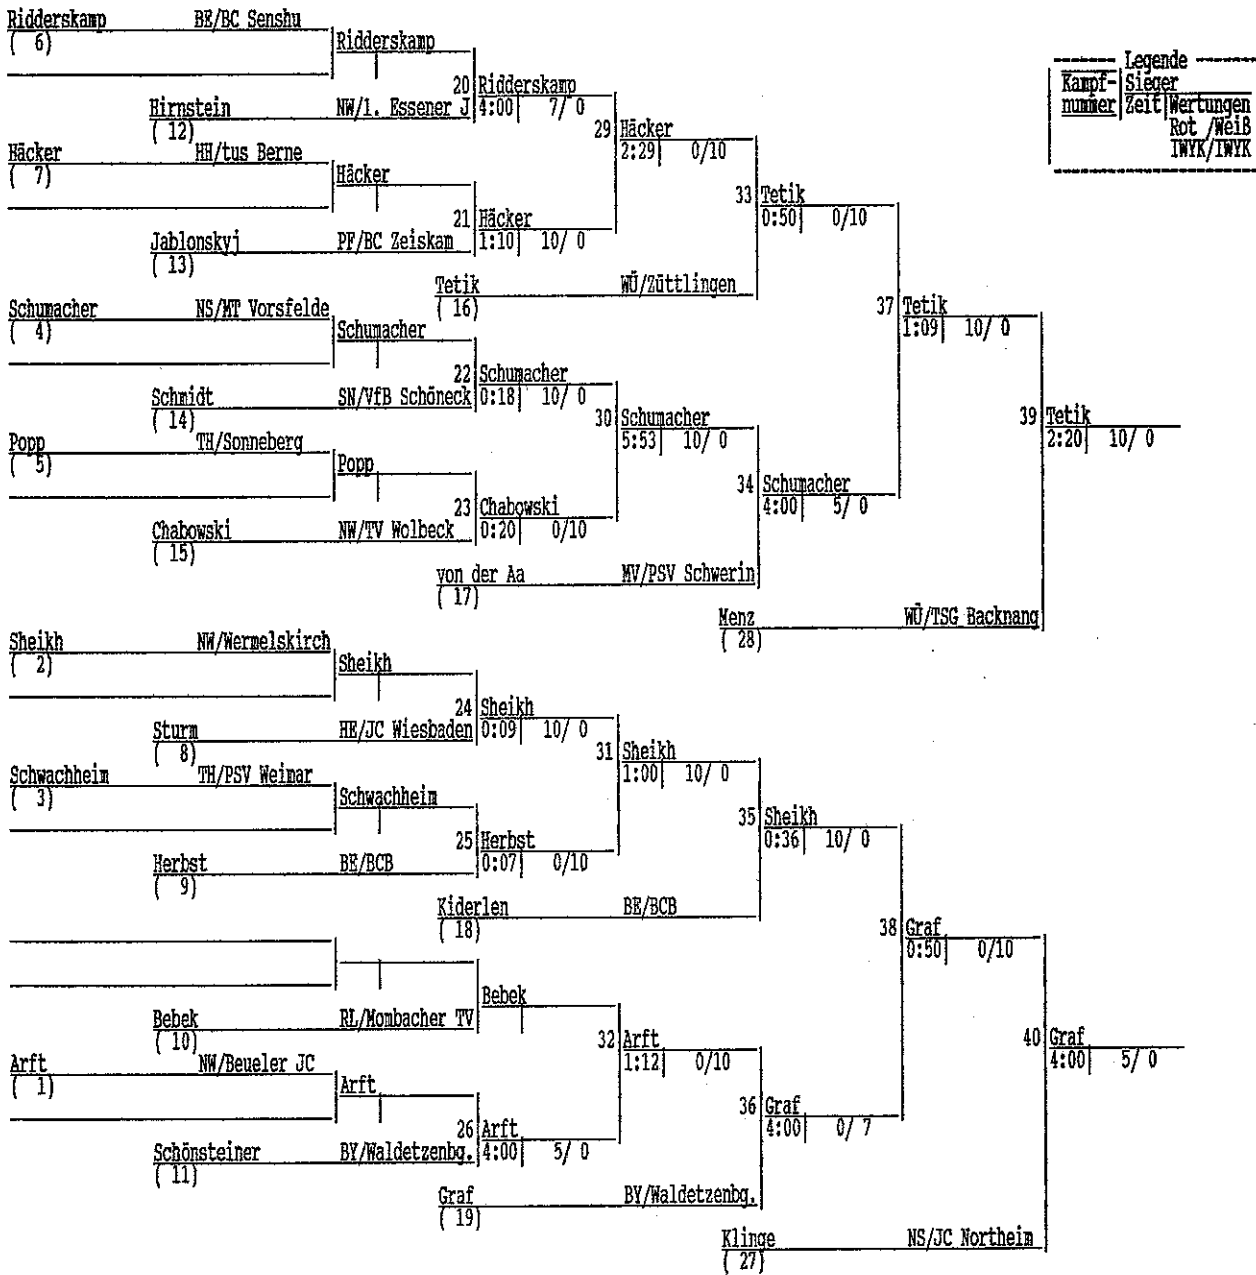 Ridderskamp BE/BC Senshu
( 6)
Ridderskamp
Legende
Kampf- Sieger
nummer Zeit Wertungen
Rot /Weiß
IWYK/IWYK
20 Ridderskamp
4:00 7/ 0
Hirnstein NW/1. Essener J
( 12)
29 Häcker
2:29 0/10
Häcker HH/tus Berne
( 7)
Häcker
33 Tetik
0:50 0/10
21 Häcker
1:10 10/ 0
Jablonskyj PF/BC Zeiskam
( 13)
Tetik WÜ/Züttlingen
( 16)
Schumacher NS/MT Vorsfelde
( 4)
Schumacher
37 Tetik
1:09 10/ 0
22 Schumacher
0:18 10/ 0
Schmidt SN/VfB Schöneck
( 14)
30 Schumacher
5:53 10/ 0
39 Tetik
2:20 10/ 0
Popp TH/Sonneberg
( 5)
Popp
34 Schumacher
4:00 5/ 0
23 Chabowski
0:20 0/10
Chabowski NW/TV Wolbeck
( 15)
von der Aa MV/PSV Schwerin
( 17)
Menz WÜ/TSG Backnang
( 28)
Sheikh NW/Wermelskirch
( 2)
Sheikh
24 Sheikh
0:09 10/ 0
Sturm HE/JC Wiesbaden
( 8)
31 Sheikh
1:00 10/ 0
Schwachheim TH/PSV Weimar
( 3)
Schwachheim
35 Sheikh
0:36 10/ 0
25 Herbst
0:07 0/10
Herbst BE/BCB
( 9)
Kiderlen BE/BCB
( 18)
38 Graf
0:50 0/10
Bebek
Bebek RL/Mombacher TV
( 10)
32 Arft
1:12 0/10
40 Graf
4:00 5/ 0
Arft NW/Beueler JC
( 1)
Arft
36 Graf
4:00 0/ 7
26 Arft
4:00 5/ 0
Schönsteiner BY/Waldetzenbg.
( 11)
Graf BY/Waldetzenbg.
( 19)
Klinge NS/JC Northeim
( 27)